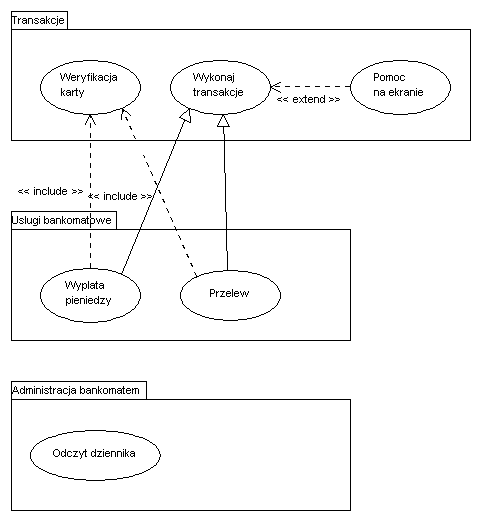 Transakcje
Weryfikacja
karty
Wykonaj
transakcje
Pomoc
na ekranie
<< extend >>
<< include >>
<< include >>
Uslugi bankomatowe
Wyplata
pieniedzy
Przelew
Administracja bankomatem
Odczyt dziennika